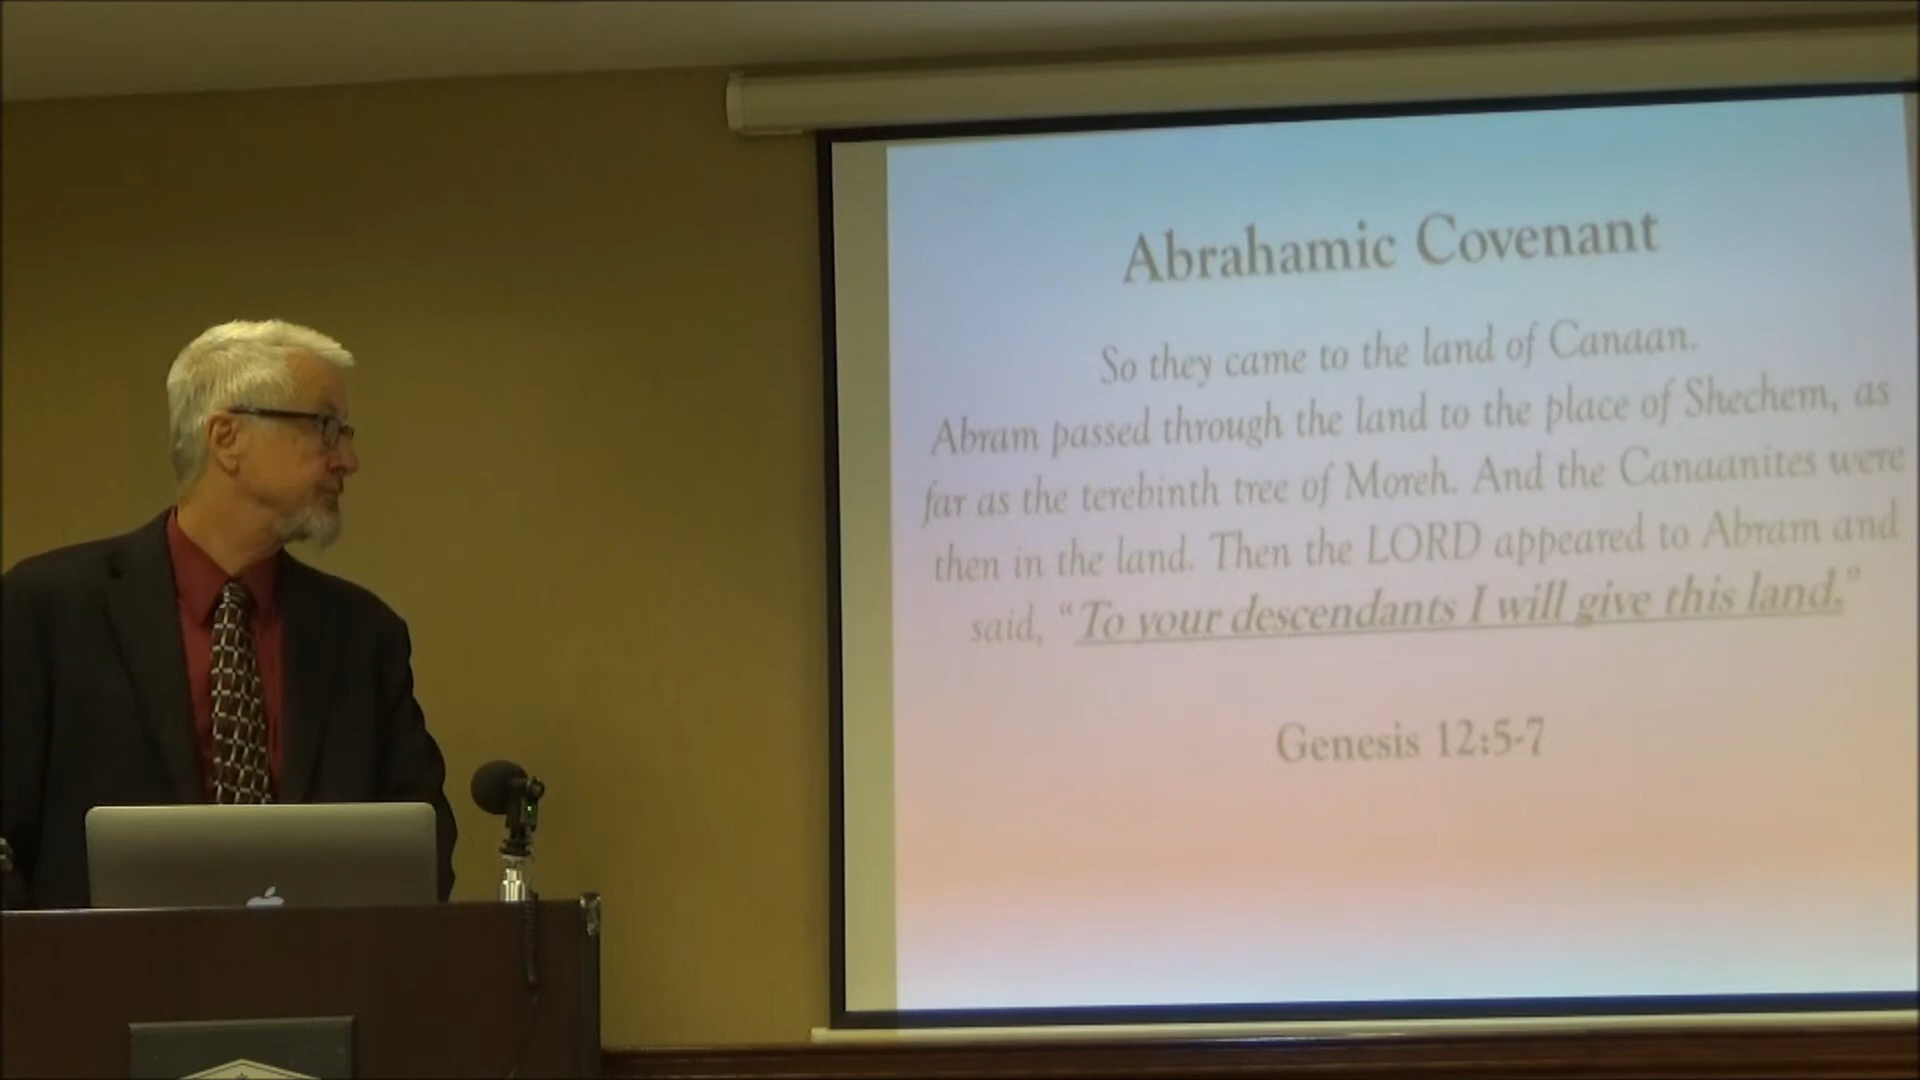 Abrahamic Covenant
So they came to the land of Canaan.
Abram passed through the land to the place of Shechem, as
far as the terebinth tree of Moreh. And the Canaanites were
then in the land. Then the LORD appeared to Abram and
said, “To your descendants I will give this land.”
Genesis 12:5-7